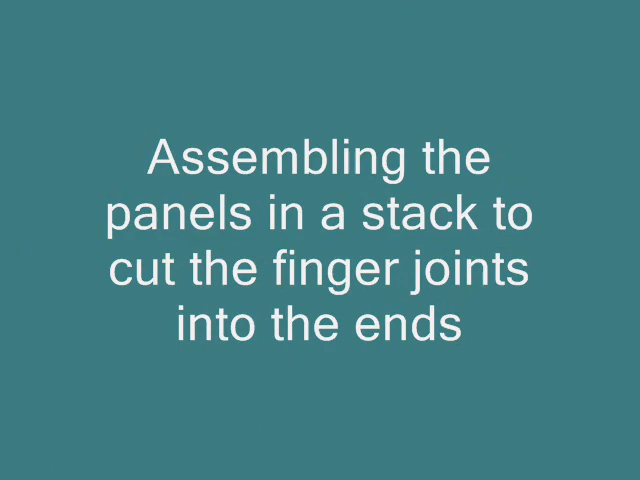 Assembling the
panels in a stack to
cut the finger joints
into the ends